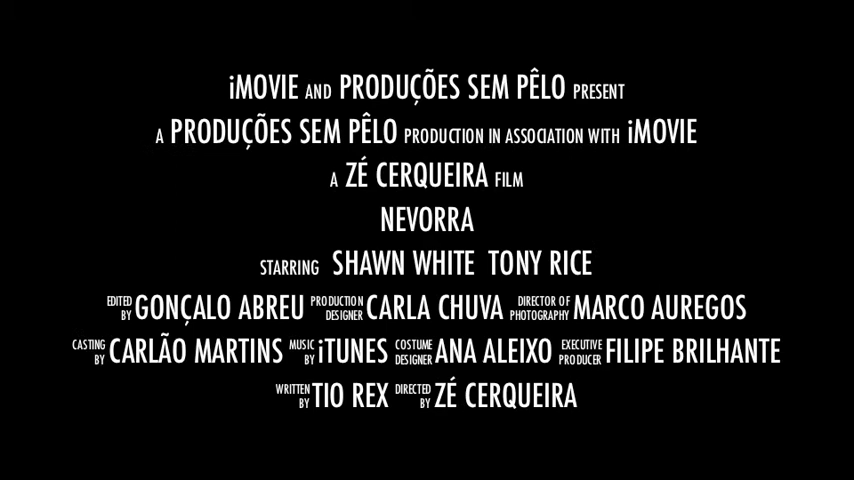 iMOVIE AND PRODUÇÕES SEM PÊLO PRESENT
A PRODUÇÕES SEM PÊLO PRODUCTION IN ASSOCIATION WITH iMOVIE
A ZÉ CERQUEIRA FILM
NEVORRA
STARRING SHAWN WHITE TONY RICE
EDITED BY GONÇALO ABREU PRODUCTION DESIGNER CARLA CHUVA DIRECTOR OF PHOTOGRAPHY MARCO AUREGOS
CASTING BY CARLÃO MARTINS MUSIC BY iTUNES COSTUME DESIGNER ANA ALEIXO EXECUTIVE PRODUCER FILIPE BRILHANTE
WRITTEN BY TIO REX DIRECTED BY ZÉ CERQUEIRA